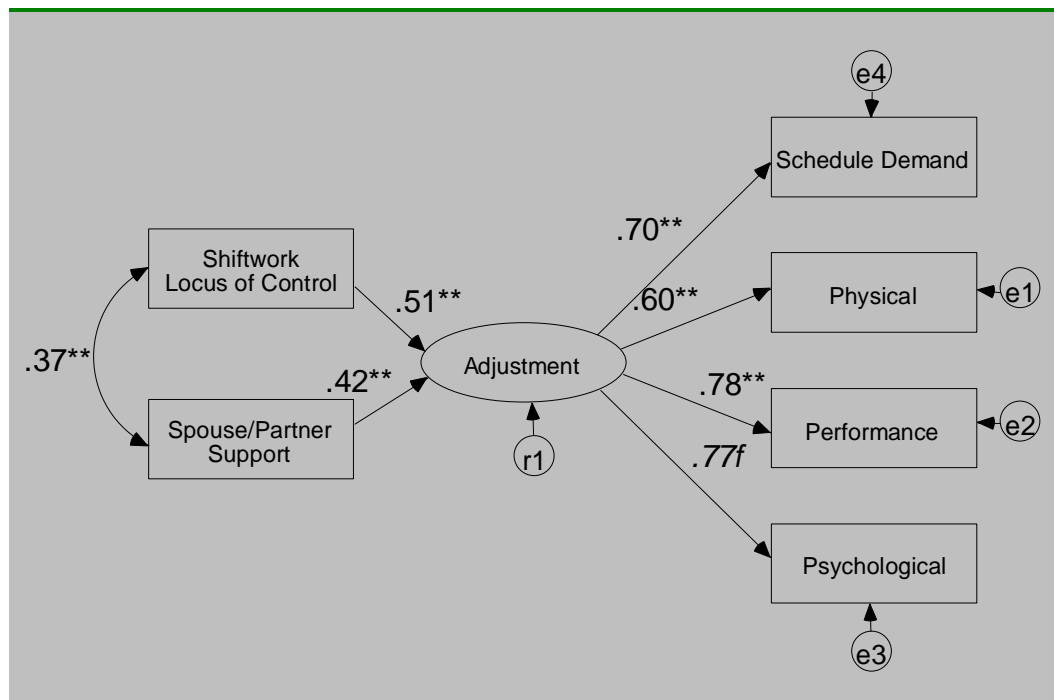 e4
Schedule Demand
.70**
Shiftwork
Locus of Control
.51**
.60**
Physical
e1
.37**
Adjustment
.42**
.78**
Spouse/Partner
Support
Performance
e2
r1
.77f
Psychological
e3